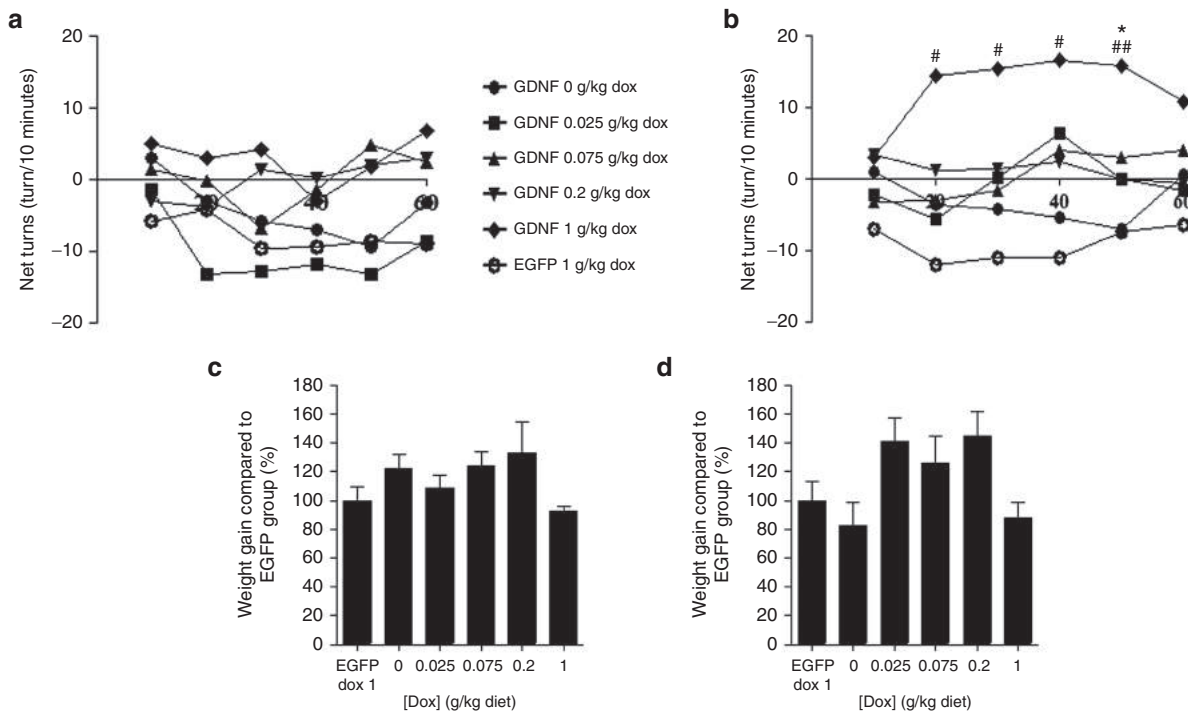 a
20
10
0
−10
−20
Net turns (turn/10 minutes)
40
60
GDNF 0 g/kg dox
GDNF 0.025 g/kg dox
GDNF 0.075 g/kg dox
GDNF 0.2 g/kg dox
GDNF 1 g/kg dox
EGFP 1 g/kg dox
b
20
10
0
−10
−20
Net turns (turn/10 minutes)
# # # *
##
20 40 60
c
180
160
140
120
100
80
60
40
20
0
Weight gain compared to
EGFP group (%)
EGFP 0 0.025 0.075 0.2 1
dox 1
[Dox] (g/kg diet)
d
180
160
140
120
100
80
60
40
20
0
Weight gain compared to
EGFP group (%)
EGFP 0 0.025 0.075 0.2 1
dox 1
[Dox] (g/kg diet)